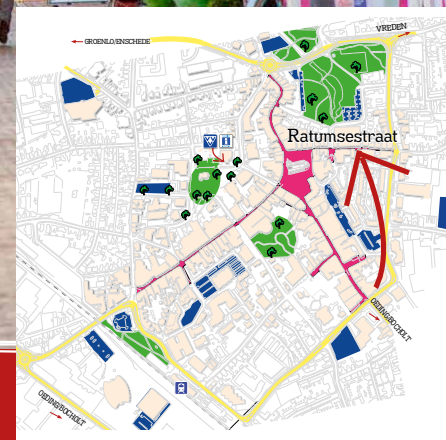 VREDEN
GROENLO/ENSCHEDE
i
Ratumsestraat
OEDING/BOCHOLT
OEDING/BOCHOLT